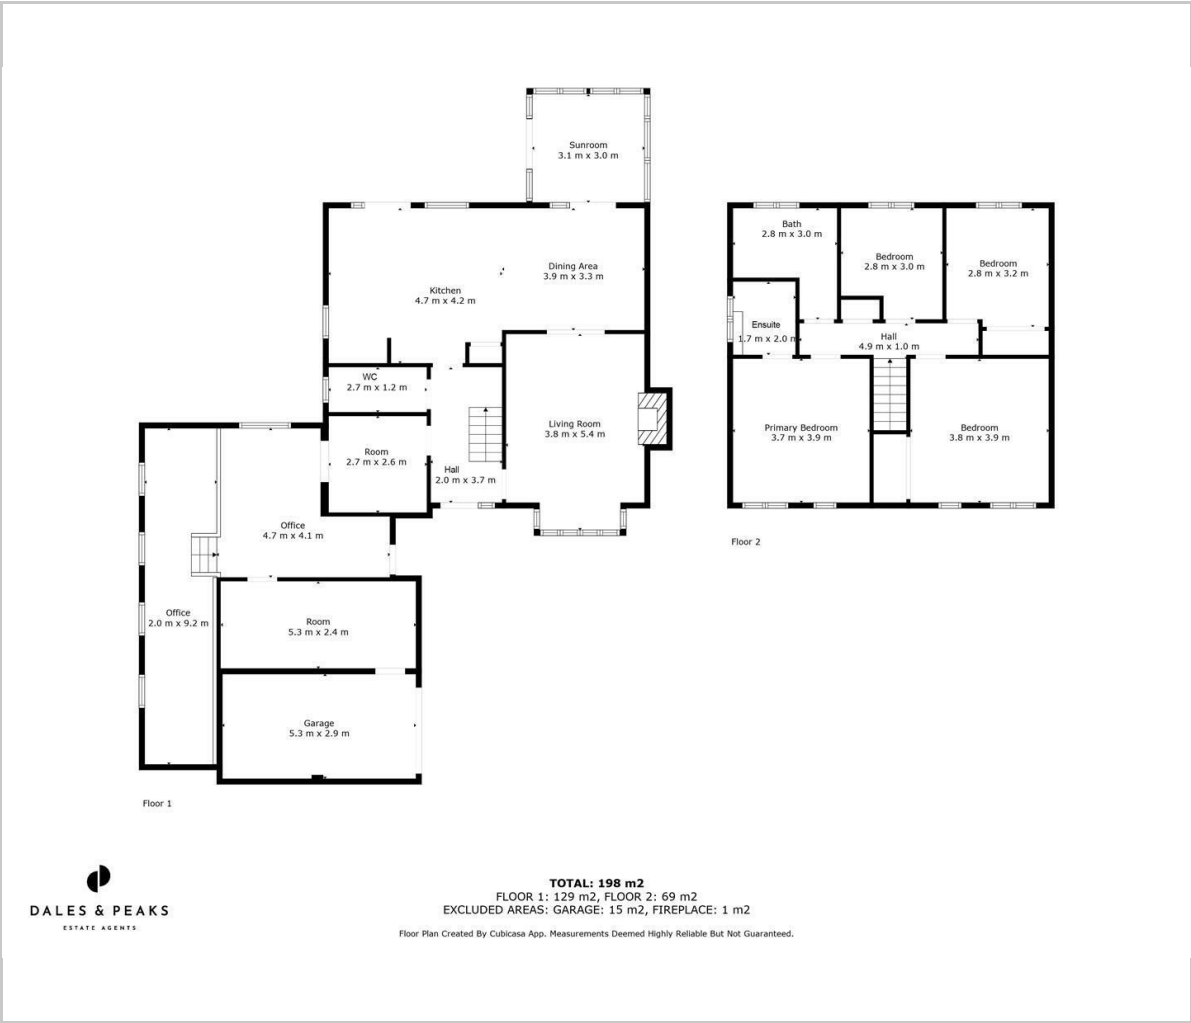 Sunroom
3.1 m x 3.0 m
Dining Area
3.9 m x 3.3 m
Kitchen
4.7 m x 4.2 m
WC
2.7 m x 1.2 m
Living Room
3.8 m x 5.4 m
Room
2.7 m x 2.6 m
Hall
2.0 m x 3.7 m
Office
4.7 m x 4.1 m
Office
2.0 m x 9.2 m
Room
5.3 m x 2.4 m
Garage
5.3 m x 2.9 m
Floor 1
Bath
2.8 m x 3.0 m
Bedroom
2.8 m x 3.0 m
Bedroom
2.8 m x 3.2 m
Ensuite
1.7 m x 2.0 m
Hall
4.9 m x 1.0 m
Primary Bedroom
3.7 m x 3.9 m
Bedroom
3.8 m x 3.9 m
Floor 2
DALES & PEAKS
ESTATE AGENTS
TOTAL: 198 m2
FLOOR 1: 129 m2, FLOOR 2: 69 m2
EXCLUDED AREAS: GARAGE: 15 m2, FIREPLACE: 1 m2
Floor Plan Created By Cubicasa App. Measurements Deemed Highly Reliable But Not Guaranteed.